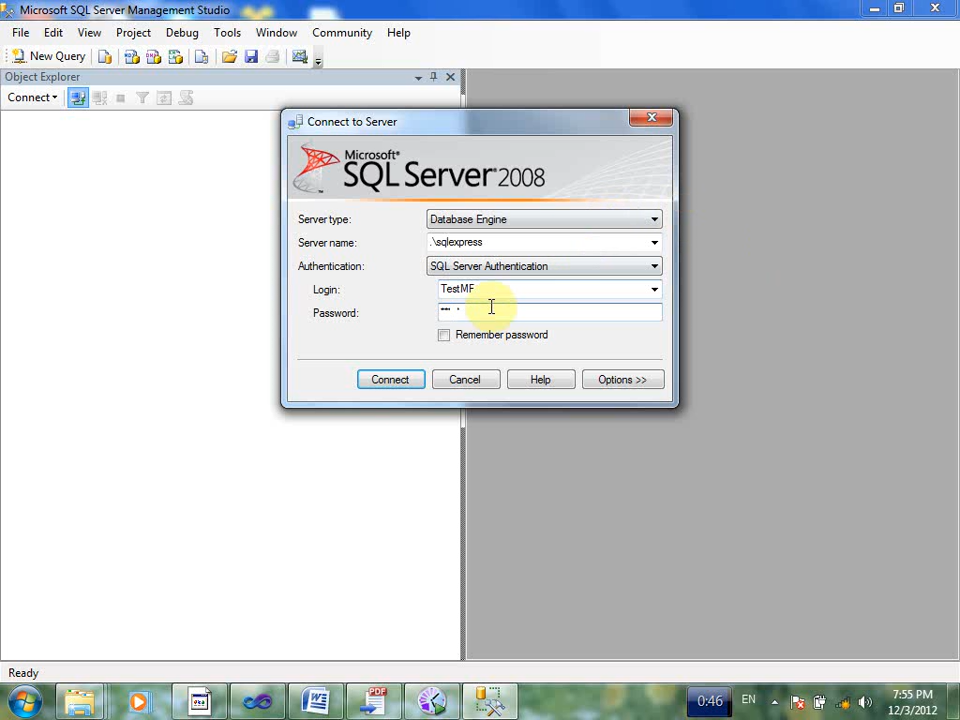 Microsoft SQL Server Management Studio
File Edit View Project Debug Tools Window Community Help
New Query
Object Explorer
Connect
Connect to Server
Microsoft®
SQL Server® 2008
Server type: Database Engine
Server name: .\sqlexpress
Authentication: SQL Server Authentication
Login: TestMF
Password:
Remember password
Connect Cancel Help Options >>
Ready
PDF
0:46 EN 7:55 PM
12/3/2012